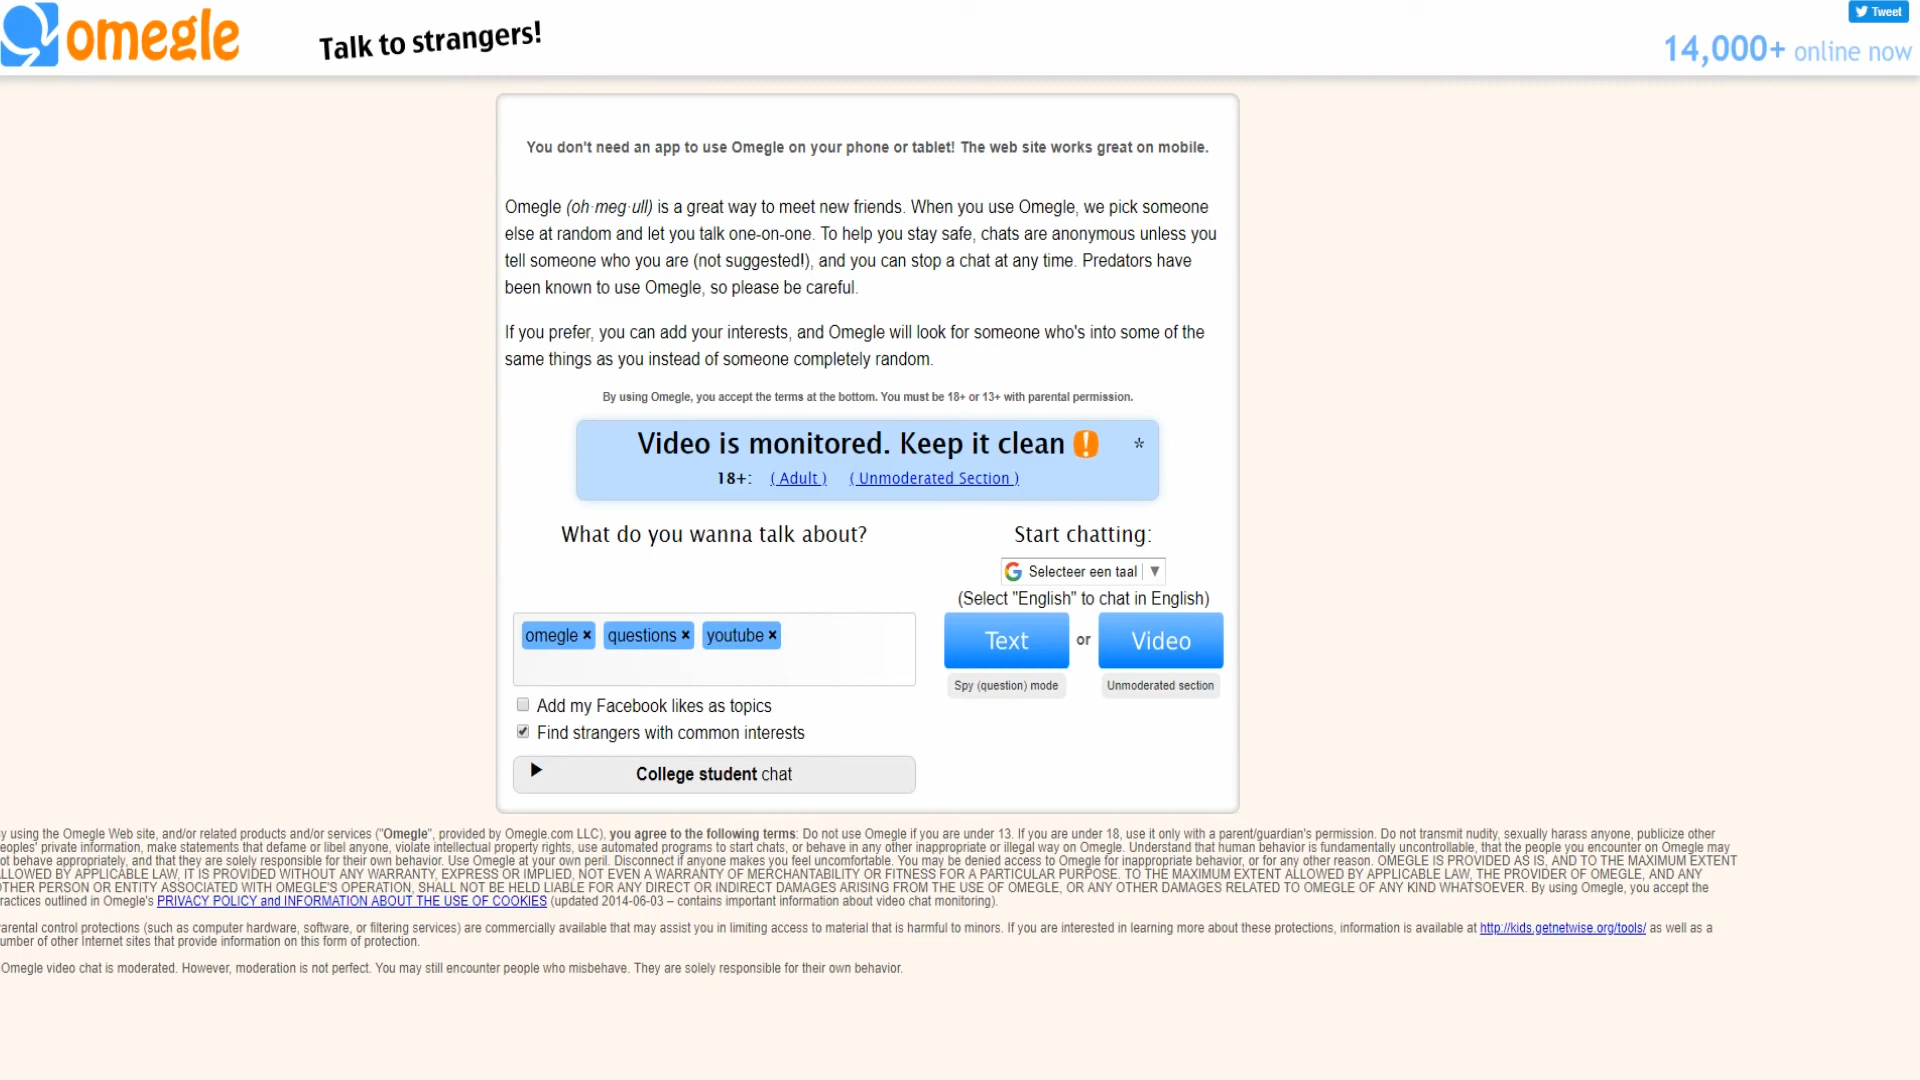 omegle
Talk to strangers!
Tweet
14,000+ online now
You don't need an app to use Omegle on your phone or tablet! The web site works great on mobile.
Omegle (oh·meg·ull) is a great way to meet new friends. When you use Omegle, we pick someone
else at random and let you talk one-on-one. To help you stay safe, chats are anonymous unless you
tell someone who you are (not suggested!), and you can stop a chat at any time. Predators have
been known to use Omegle, so please be careful.
If you prefer, you can add your interests, and Omegle will look for someone who's into some of the
same things as you instead of someone completely random.
By using Omegle, you accept the terms at the bottom. You must be 18+ or 13+ with parental permission.
Video is monitored. Keep it clean ! *
18+: ( Adult ) ( Unmoderated Section )
What do you wanna talk about?
Start chatting:
Selecteer een taal ▼
(Select "English" to chat in English)
omegle × questions × youtube ×
Text or Video
Spy (question) mode Unmoderated section
Add my Facebook likes as topics
Find strangers with common interests
College student chat
y using the Omegle Web site, and/or related products and/or services ("Omegle", provided by Omegle.com LLC), you agree to the following terms: Do not use Omegle if you are under 13. If you are under 18, use it only with a parent/guardian's permission. Do not transmit nudity, sexually harass anyone, publicize other
eoples' private information, make statements that defame or libel anyone, violate intellectual property rights, use automated programs to start chats, or behave in any other inappropriate or illegal way on Omegle. Understand that human behavior is fundamentally uncontrollable, that the people you encounter on Omegle may
ot behave appropriately, and that they are solely responsible for their own behavior. Use Omegle at your own peril. Disconnect if anyone makes you feel uncomfortable. You may be denied access to Omegle for inappropriate behavior, or for any other reason. OMEGLE IS PROVIDED AS IS, AND TO THE MAXIMUM EXTENT
LLOWED BY APPLICABLE LAW, IT IS PROVIDED WITHOUT ANY WARRANTY, EXPRESS OR IMPLIED, NOT EVEN A WARRANTY OF MERCHANTABILITY OR FITNESS FOR A PARTICULAR PURPOSE. TO THE MAXIMUM EXTENT ALLOWED BY APPLICABLE LAW, THE PROVIDER OF OMEGLE, AND ANY
THER PERSON OR ENTITY ASSOCIATED WITH OMEGLE'S OPERATION, SHALL NOT BE HELD LIABLE FOR ANY DIRECT OR INDIRECT DAMAGES ARISING FROM THE USE OF OMEGLE, OR ANY OTHER DAMAGES RELATED TO OMEGLE OF ANY KIND WHATSOEVER. By using Omegle, you accept the
ractices outlined in Omegle's PRIVACY POLICY and INFORMATION ABOUT THE USE OF COOKIES (updated 2014-06-03 – contains important information about video chat monitoring).
arental control protections (such as computer hardware, software, or filtering services) are commercially available that may assist you in limiting access to material that is harmful to minors. If you are interested in learning more about these protections, information is available at http://kids.getnetwise.org/tools/ as well as a
umber of other Internet sites that provide information on this form of protection.
Omegle video chat is moderated. However, moderation is not perfect. You may still encounter people who misbehave. They are solely responsible for their own behavior.